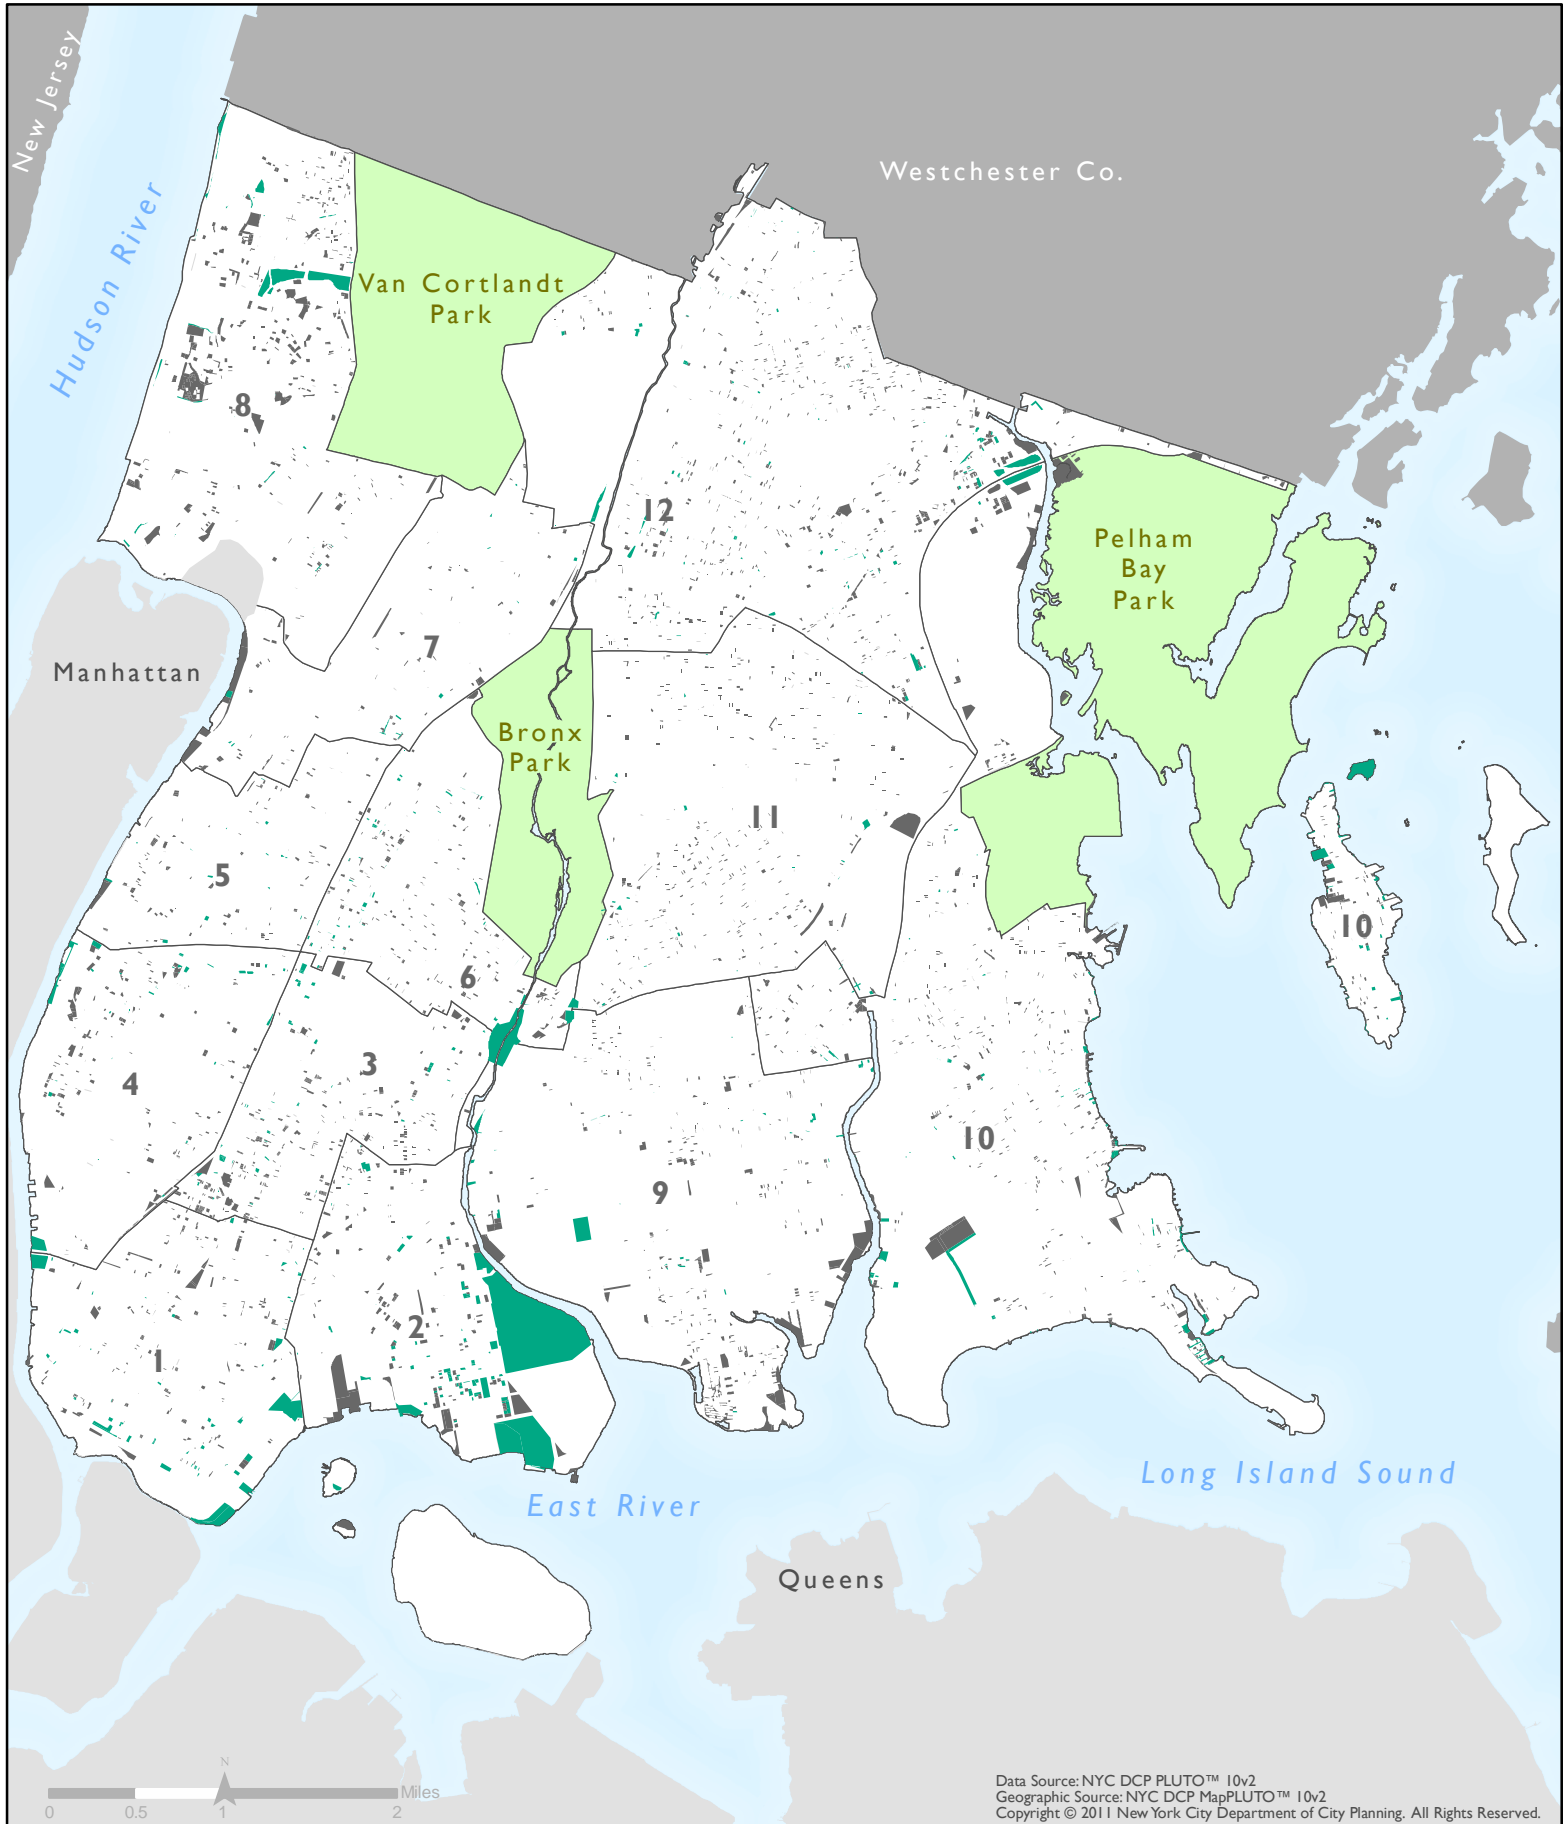 New Jersey
Westchester Co.
Hudson River
Van Cortlandt
Park
8
12
Pelham
Bay
Park
7
Manhattan
Bronx
Park
11
5
10
6
4
3
10
9
2
1
Long Island Sound
East River
Queens
N
Miles
0 0.5 1 2
Data Source: NYC DCP PLUTO™ 10v2
Geographic Source: NYC DCP MapPLUTO™ 10v2
Copyright © 2011 New York City Department of City Planning. All Rights Reserved.